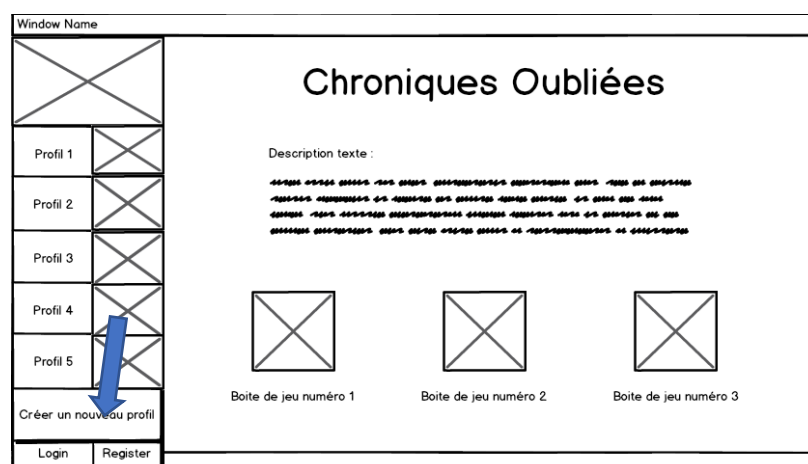 Window Name
Chroniques Oubliées
Profil 1
Description texte :
Profil 2
Profil 3
Profil 4
Profil 5
Boite de jeu numéro 1
Boite de jeu numéro 2
Boite de jeu numéro 3
Créer un nouveau profil
Login
Register